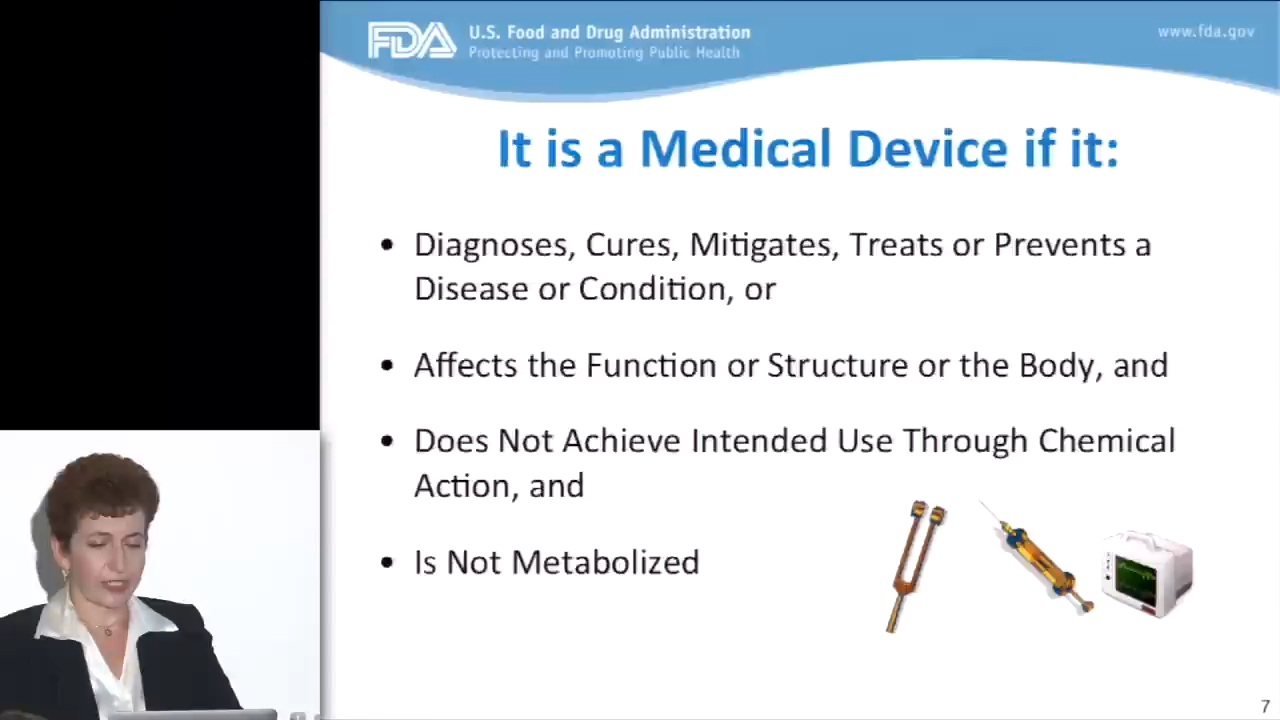 FDA
U.S. Food and Drug Administration
Protecting and Promoting Public Health
www.fda.gov
It is a Medical Device if it:
• Diagnoses, Cures, Mitigates, Treats or Prevents a
Disease or Condition, or
• Affects the Function or Structure or the Body, and
• Does Not Achieve Intended Use Through Chemical
Action, and
• Is Not Metabolized
7